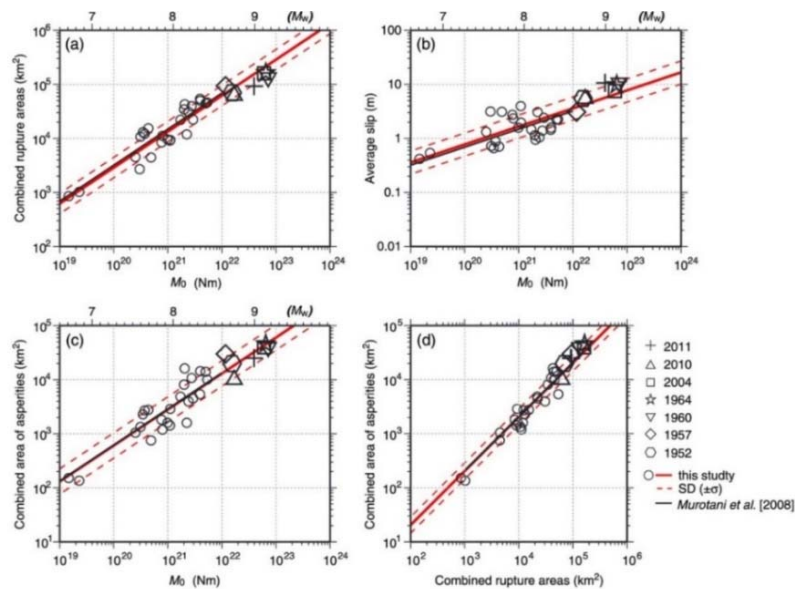 7 8 9 (Mw)
(a)
Combined rupture areas (km²)
10⁶
10⁵
10⁴
10³
10²
10¹⁹ 10²⁰ 10²¹ 10²² 10²³ 10²⁴
M₀ (Nm)
7 8 9 (Mw)
(b)
Average slip (m)
100
10
1
0.1
0.01
10¹⁹ 10²⁰ 10²¹ 10²² 10²³ 10²⁴
M₀ (Nm)
7 8 9 (Mw)
(c)
Combined area of asperities (km²)
10⁵
10⁴
10³
10²
10¹
10¹⁹ 10²⁰ 10²¹ 10²² 10²³ 10²⁴
M₀ (Nm)
(d)
Combined area of asperities (km²)
10⁵
10⁴
10³
10²
10¹
10² 10³ 10⁴ 10⁵ 10⁶
Combined rupture areas (km²)
2011
2010
2004
1964
1960
1957
1952
this studty
SD (±σ)
Murotani et al. [2008]